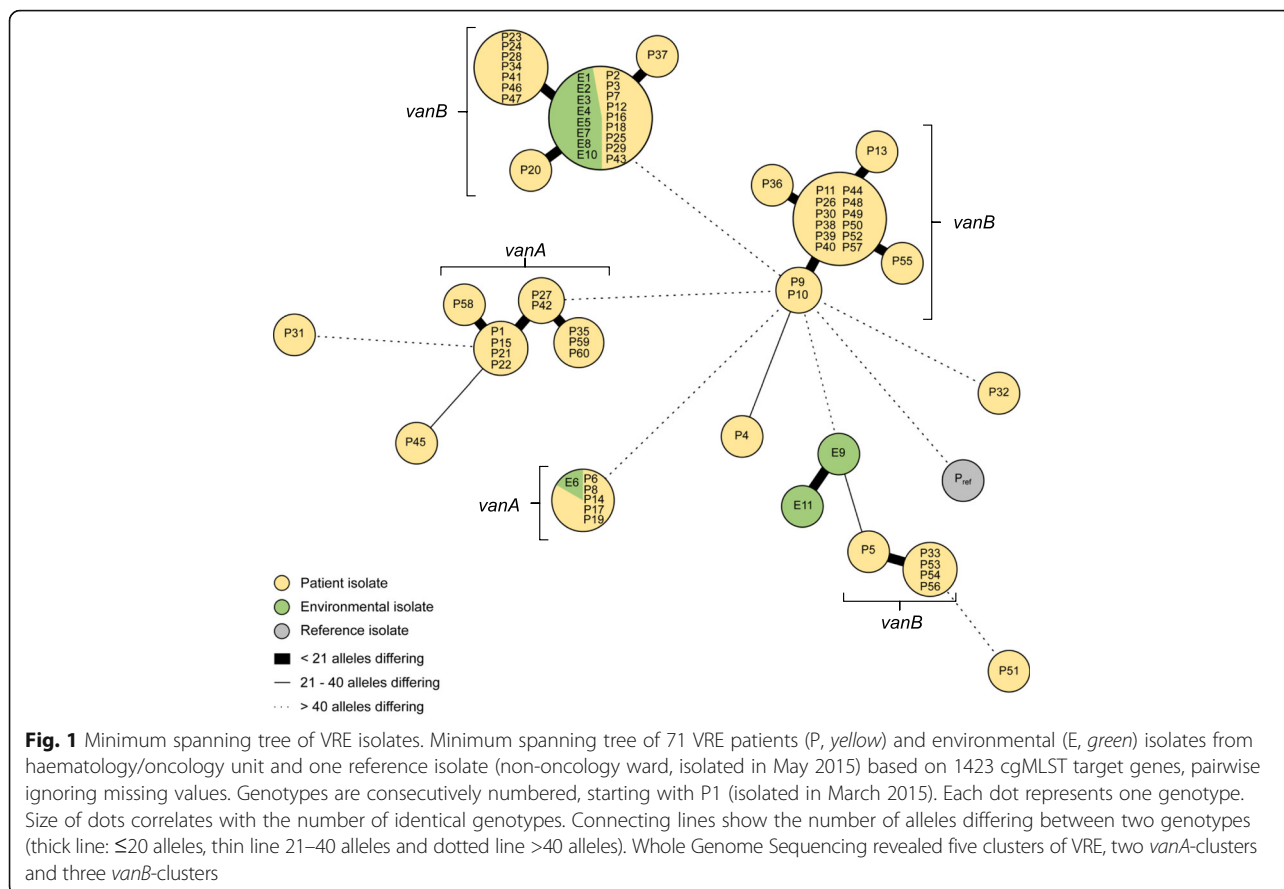 P23
P24
P28
P34
P41
P46
P47
P37
E1
E2
E3
E4
E5
E7
E8
E10
P2
P3
P7
P12
P16
P18
P25
P29
P43
vanB
P20
P13
P36
P11 P44
P26 P48
P30 P49
P38 P50
P39 P52
P40 P57
vanB
P55
vanA
P9
P10
P58
P27
P42
P31
P1
P15
P21
P22
P35
P59
P60
P32
P45
P4
E9
Pref
vanA
E6
P6
P8
P14
P17
P19
E11
P5
P33
P53
P54
P56
vanB
P51
Patient isolate
Environmental isolate
Reference isolate
< 21 alleles differing
21 - 40 alleles differing
> 40 alleles differing
Fig. 1 Minimum spanning tree of VRE isolates. Minimum spanning tree of 71 VRE patients (P, yellow) and environmental (E, green) isolates from
haematology/oncology unit and one reference isolate (non-oncology ward, isolated in May 2015) based on 1423 cgMLST target genes, pairwise
ignoring missing values. Genotypes are consecutively numbered, starting with P1 (isolated in March 2015). Each dot represents one genotype.
Size of dots correlates with the number of identical genotypes. Connecting lines show the number of alleles differing between two genotypes
(thick line: ≤20 alleles, thin line 21–40 alleles and dotted line >40 alleles). Whole Genome Sequencing revealed five clusters of VRE, two vanA-clusters
and three vanB-clusters